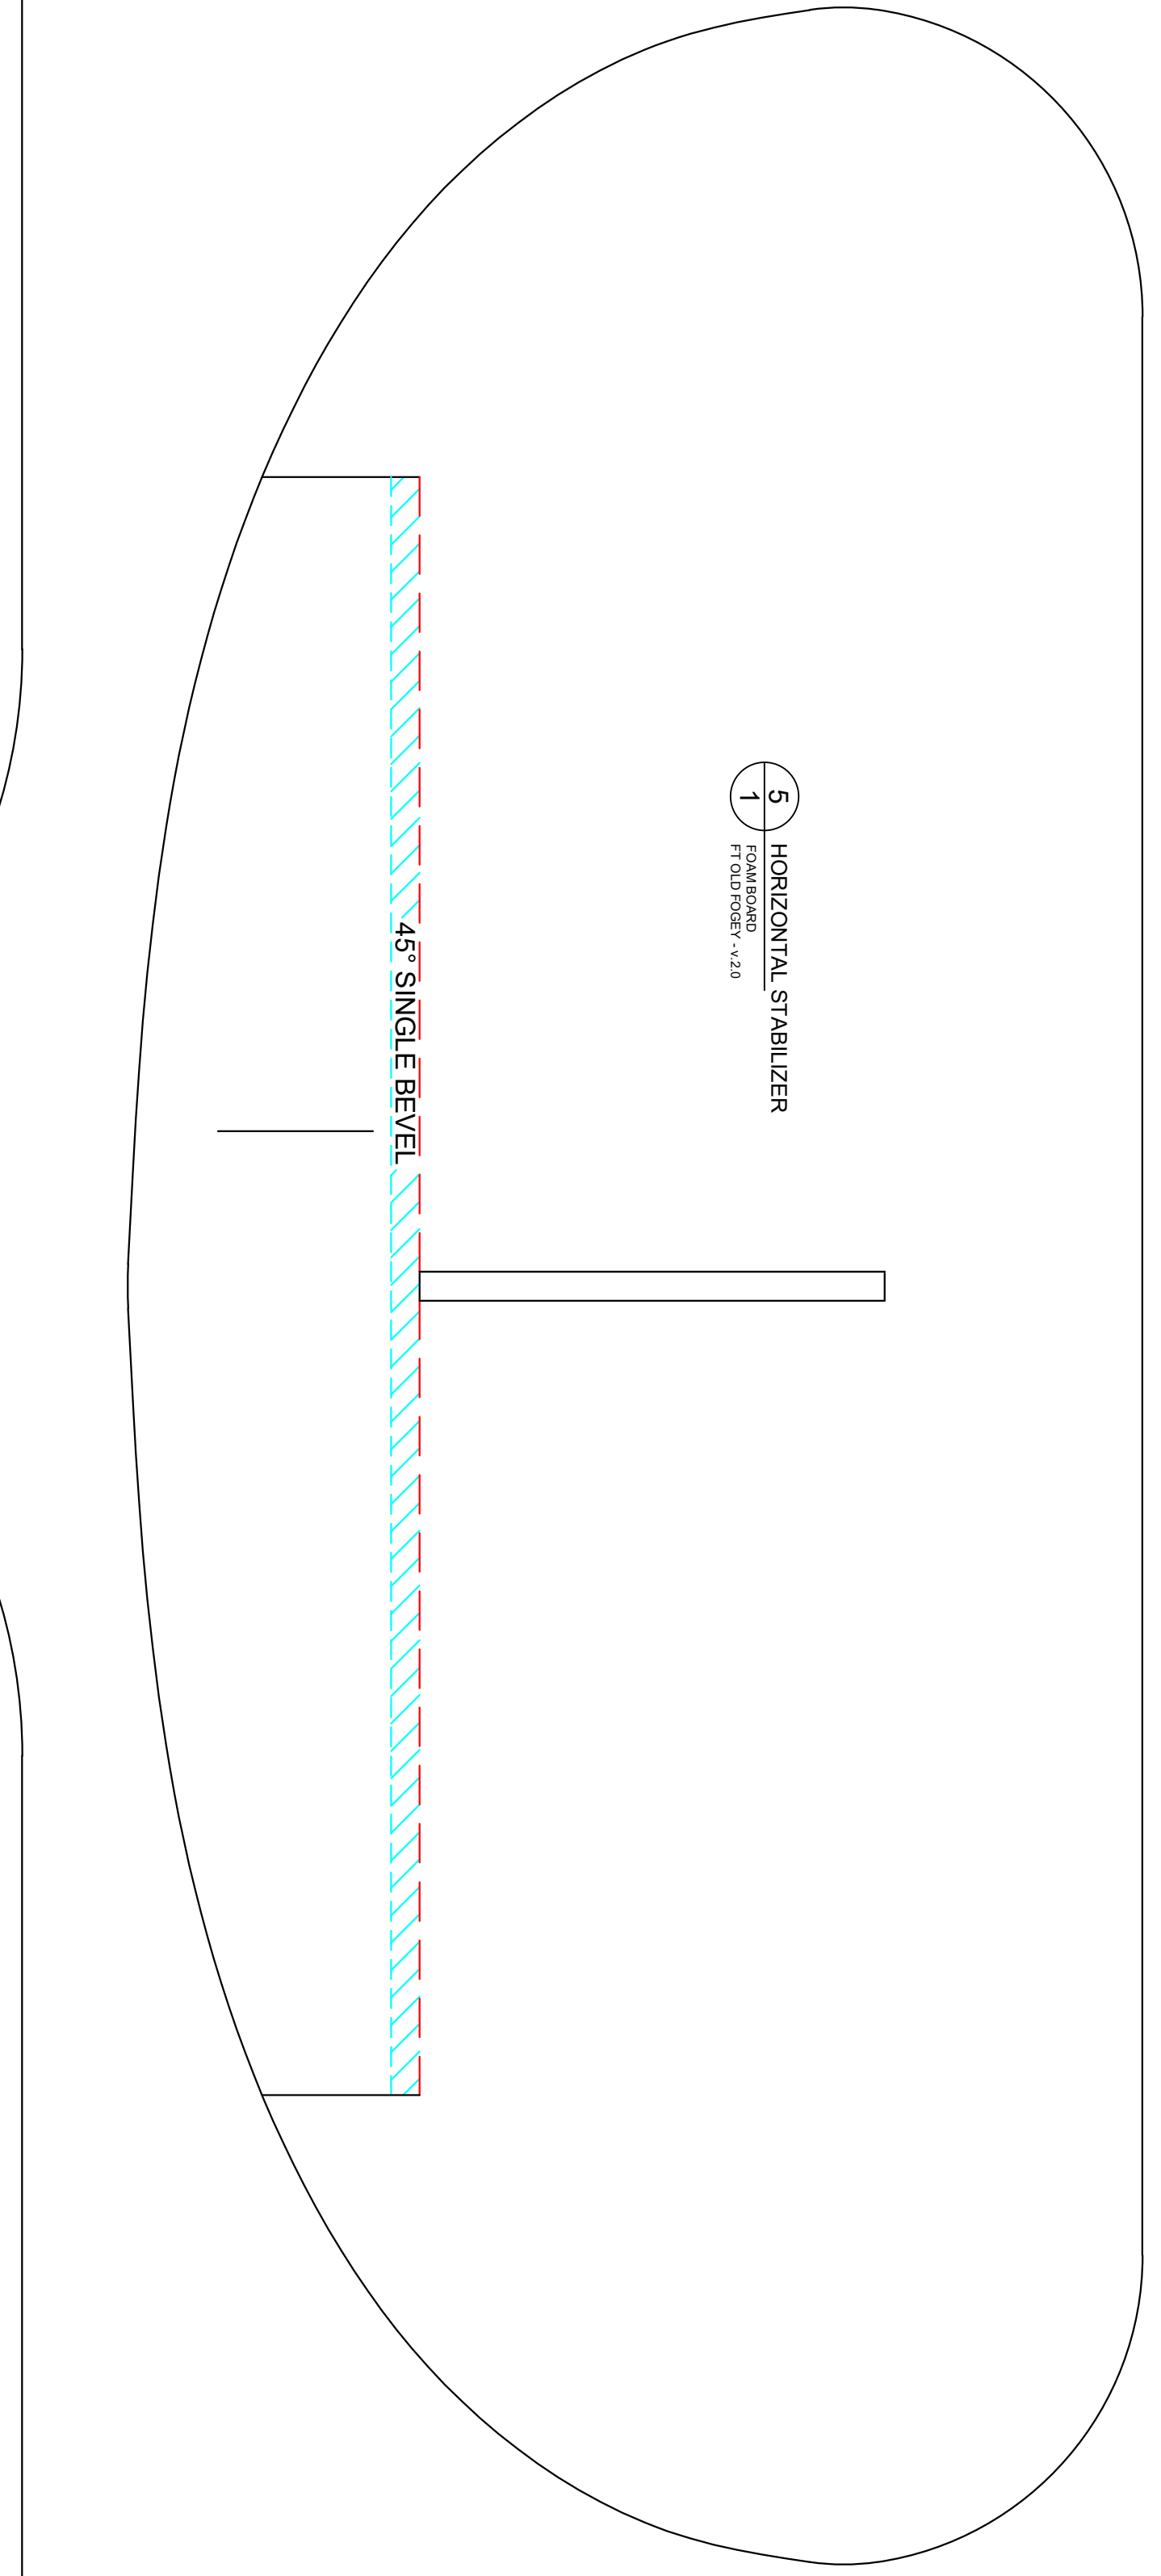 5
1
HORIZONTAL STABILIZER
FOAM BOARD
FT OLD FOGEY - v.2.0
45° SINGLE BEVEL